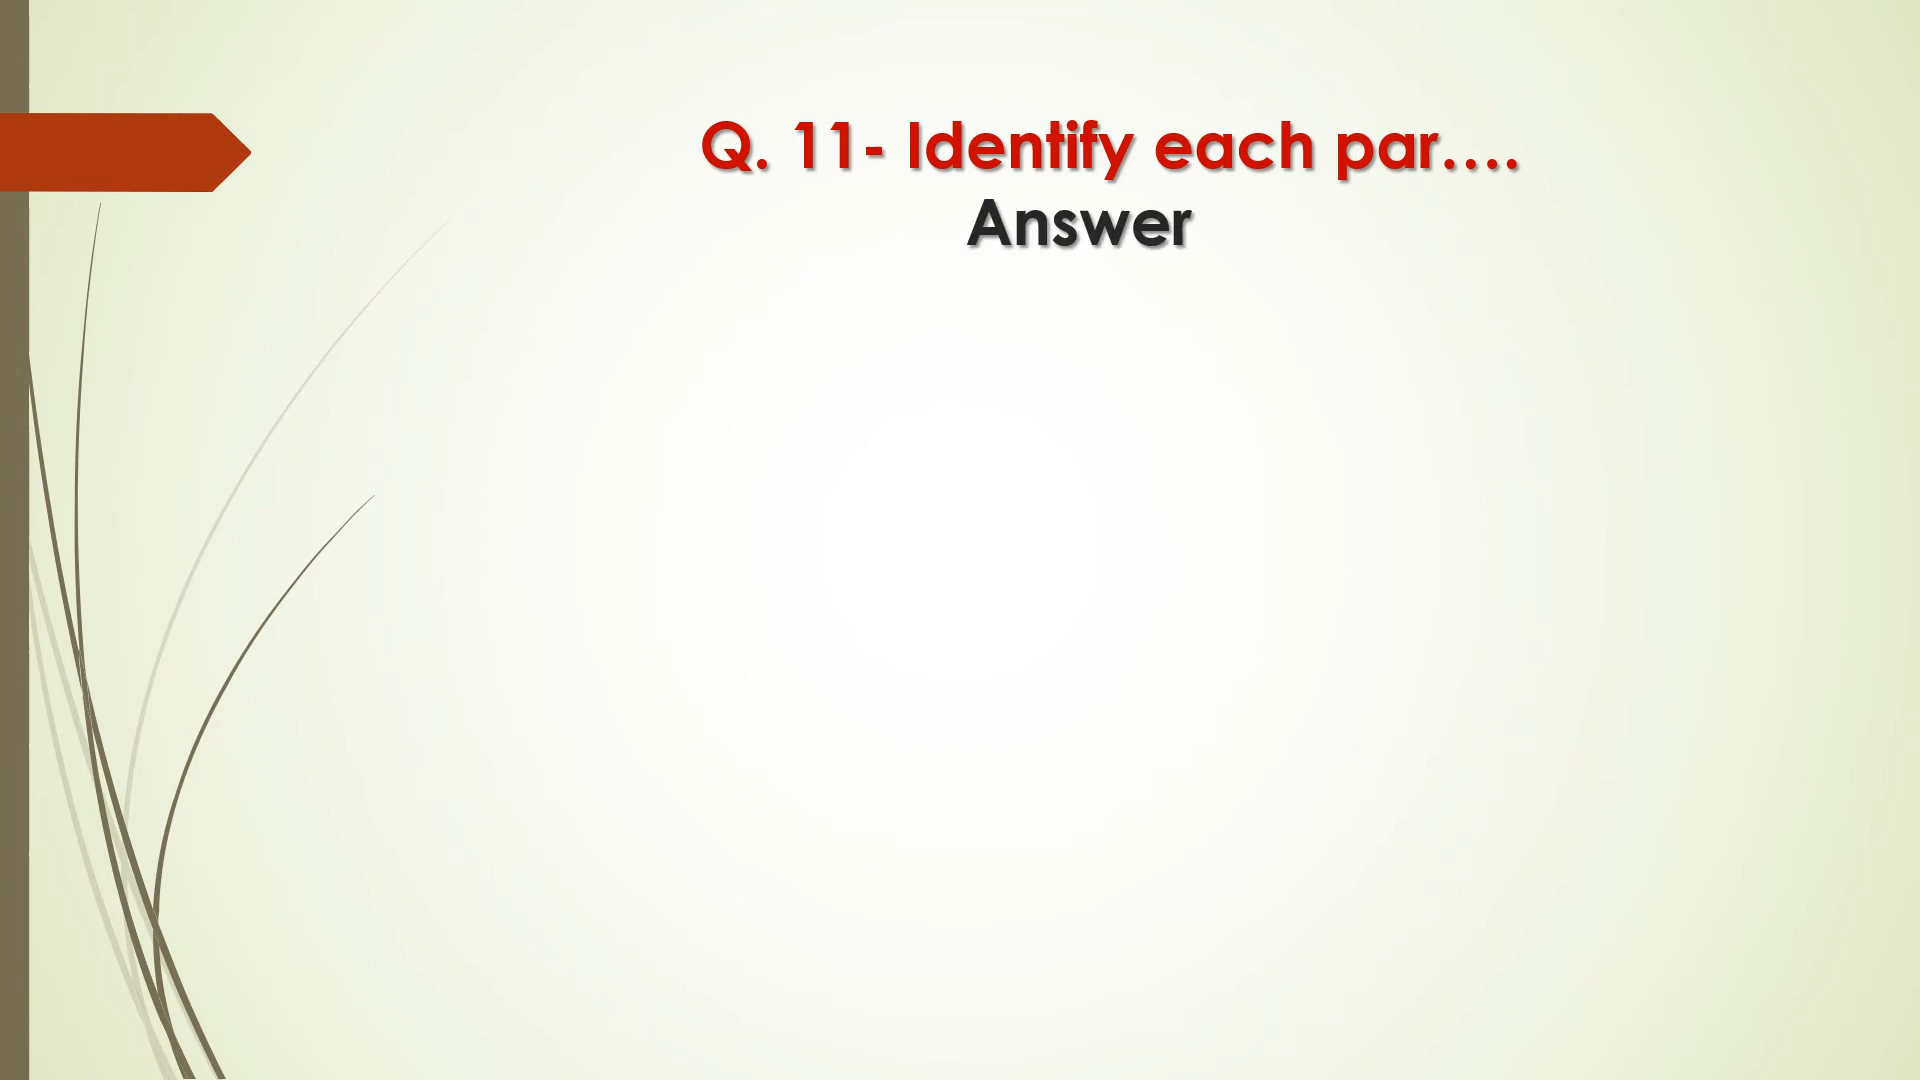 Q. 11- Identify each par....
Answer